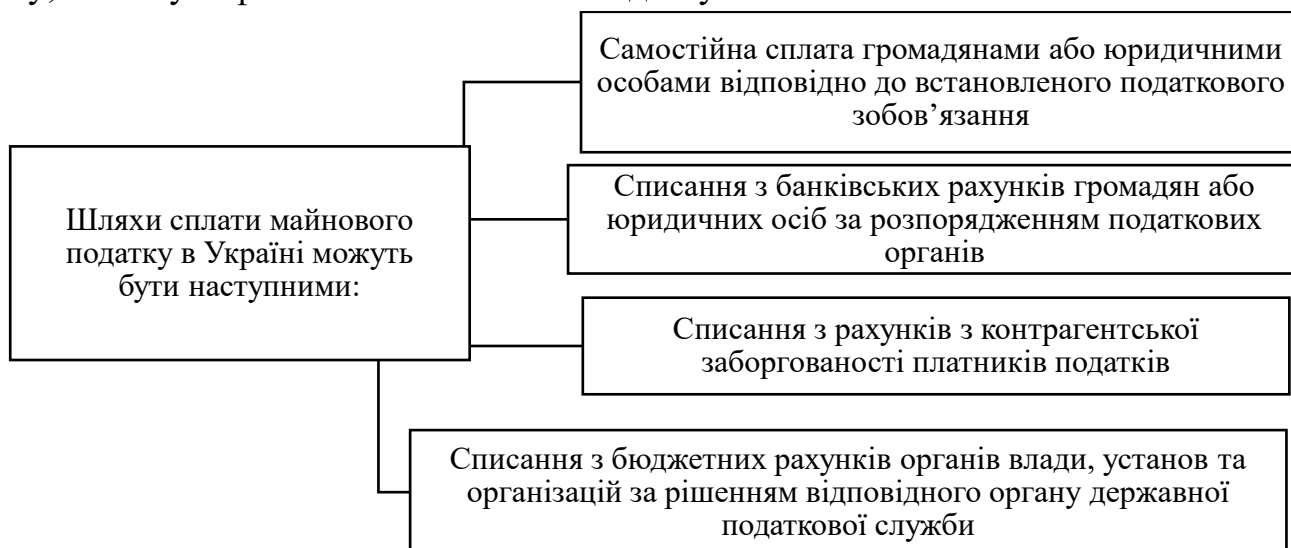 Самостійна сплата громадянами або юридичними
особами відповідно до встановленого податкового
зобов’язання
Шляхи сплати майнового
податку в Україні можуть
бути наступними:
Списання з банківських рахунків громадян або
юридичних осіб за розпорядженням податкових
органів
Списання з рахунків з контрагентської
заборгованості платників податків
Списання з бюджетних рахунків органів влади, установ та
організацій за рішенням відповідного органу державної
податкової служби